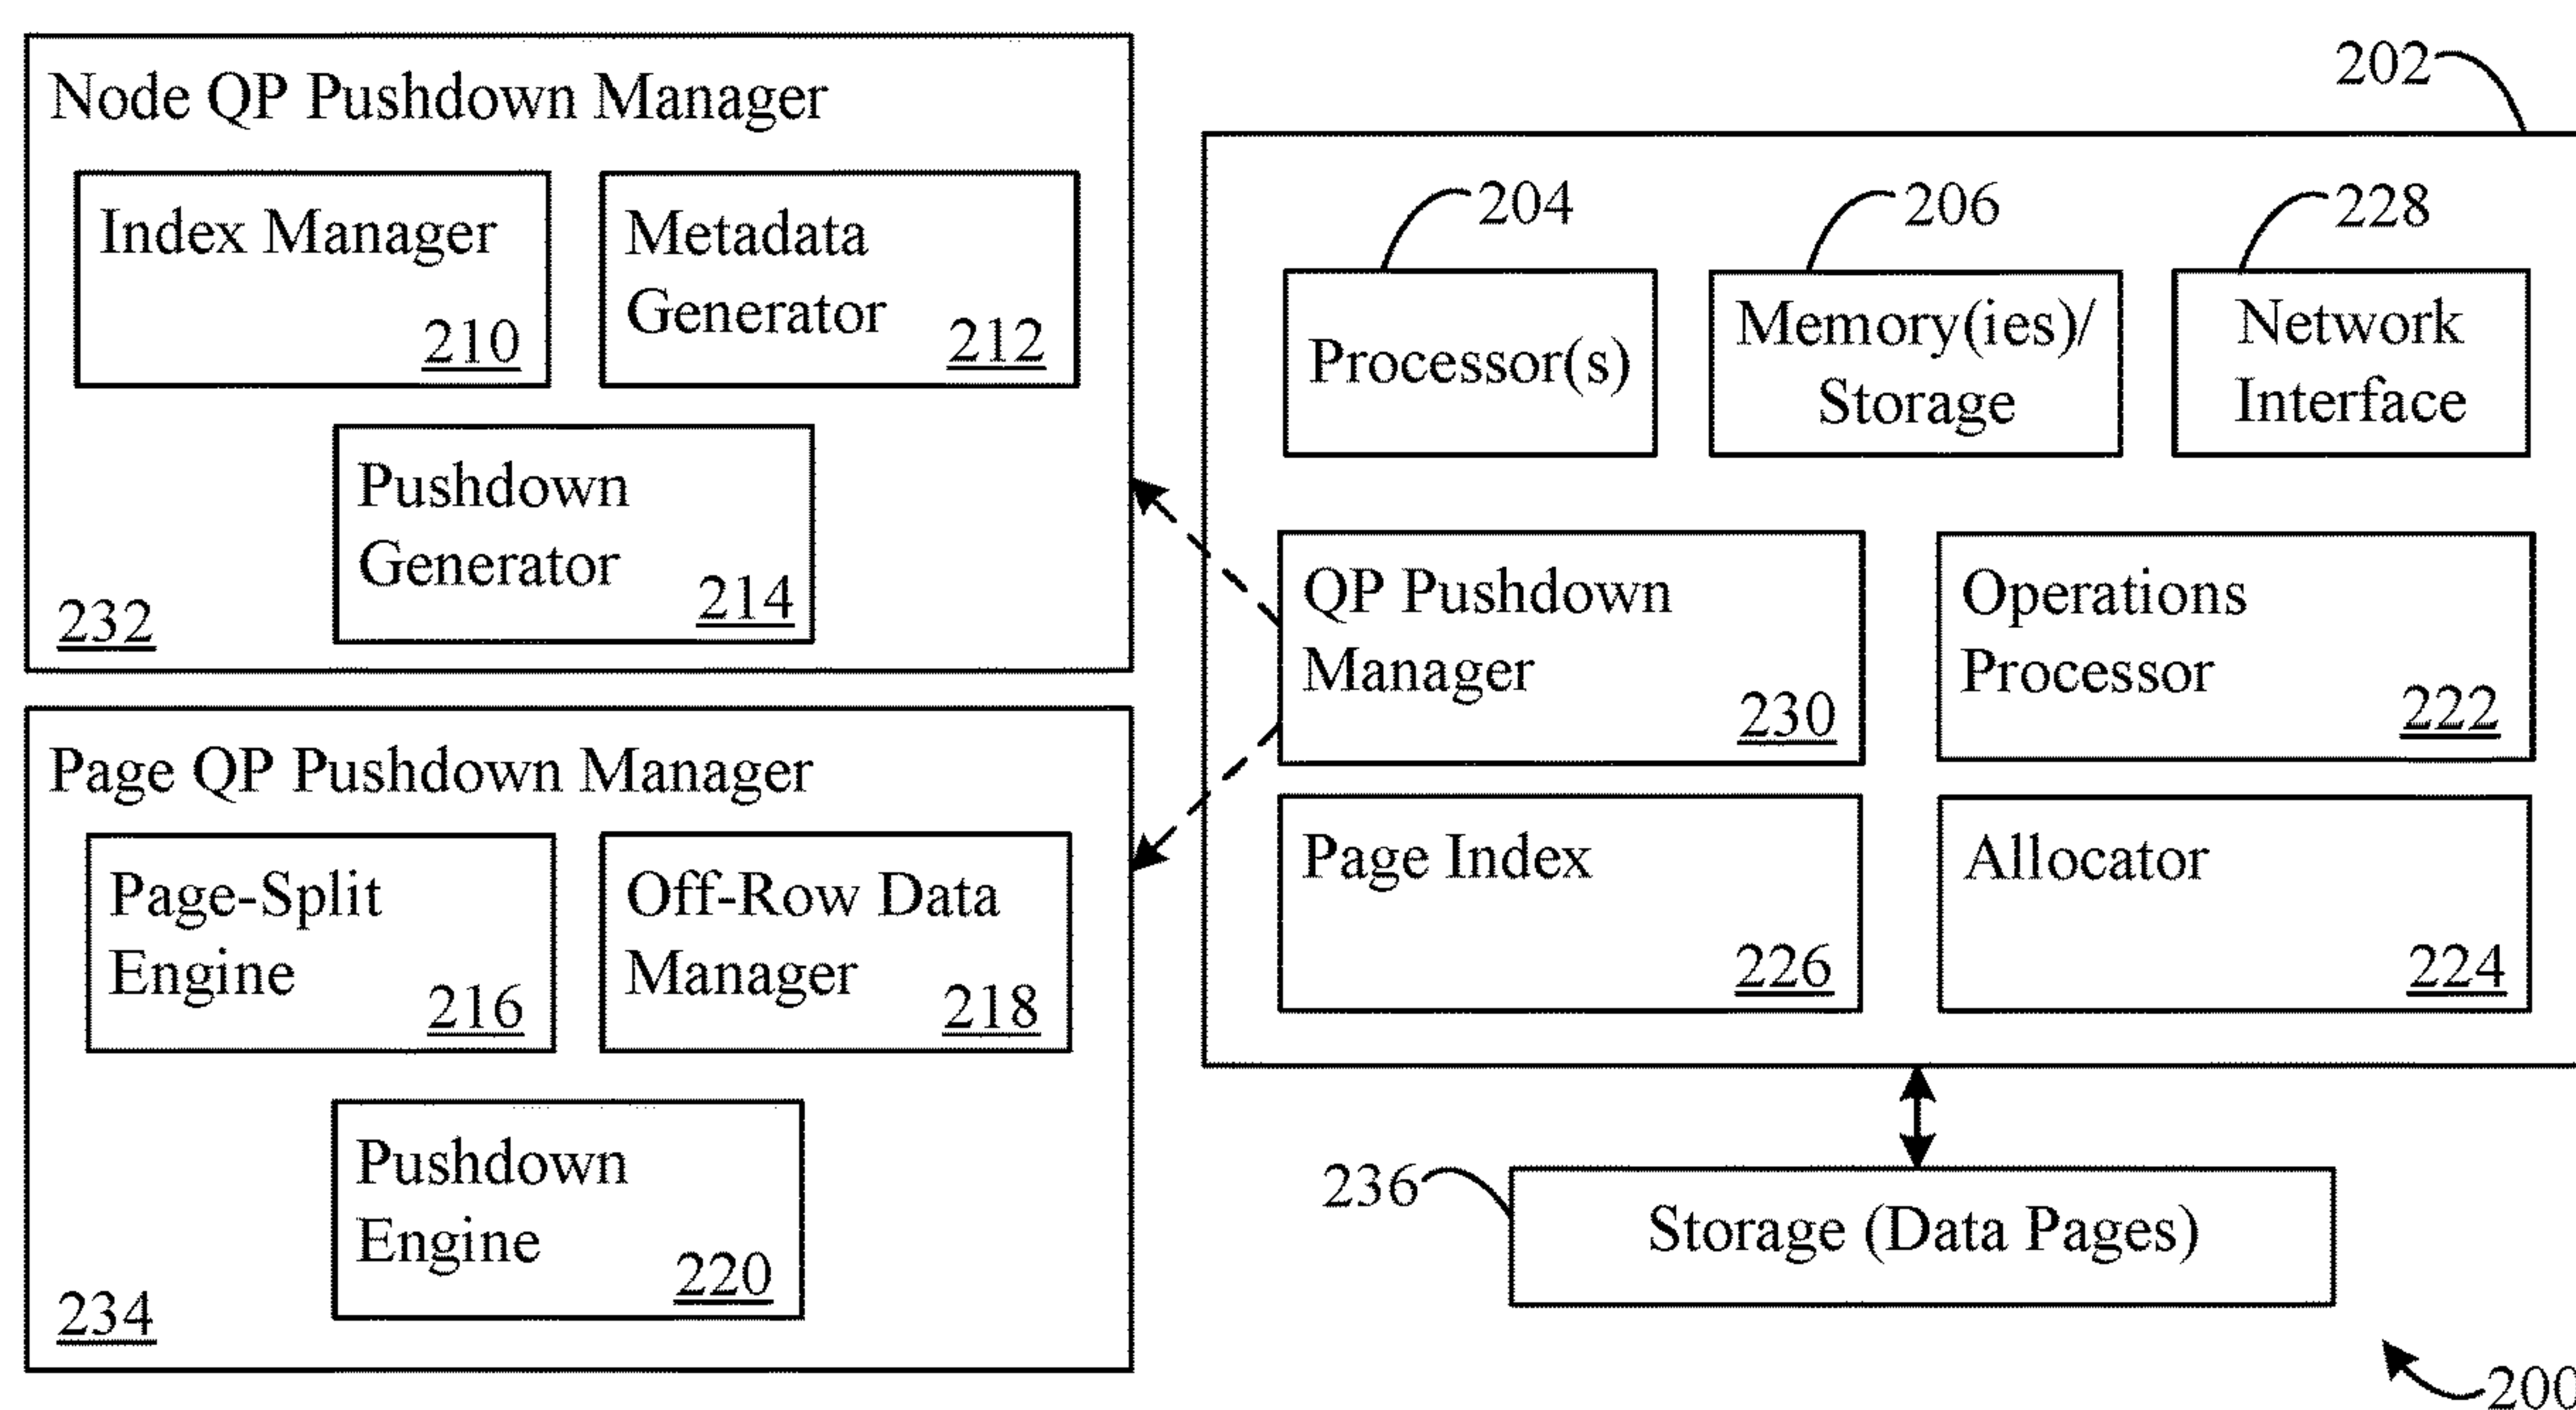 Node QP Pushdown Manager
Index Manager
210
Metadata
Generator
212
Pushdown
Generator
214
232
Page QP Pushdown Manager
Page-Split
Engine
216
Off-Row Data
Manager
218
Pushdown
Engine
220
234
202
204
Processor(s)
206
Memory(ies)/
Storage
228
Network
Interface
QP Pushdown
Manager
230
Operations
Processor
222
Page Index
226
Allocator
224
236
Storage (Data Pages)
200